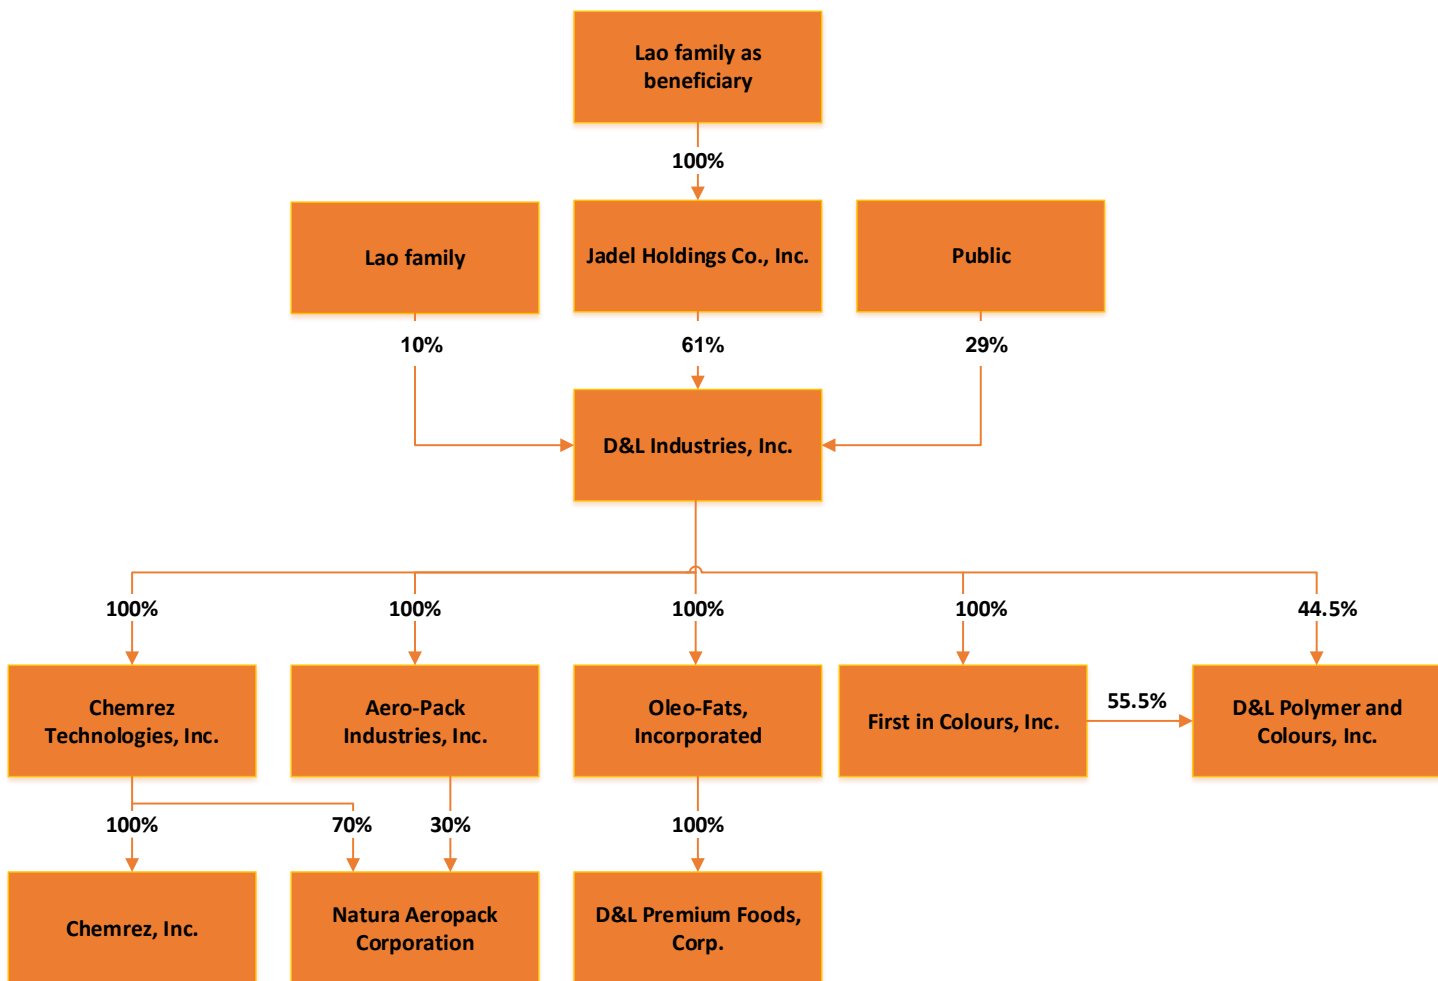 Lao family as
beneficiary
100%
Lao family
Jadel Holdings Co., Inc.
Public
10%
61%
29%
D&L Industries, Inc.
100%
100%
100%
100%
44.5%
Chemrez
Technologies, Inc.
Aero-Pack
Industries, Inc.
Oleo-Fats,
Incorporated
First in Colours, Inc.
55.5%
D&L Polymer and
Colours, Inc.
100%
70%
30%
100%
Chemrez, Inc.
Natura Aeropack
Corporation
D&L Premium Foods,
Corp.